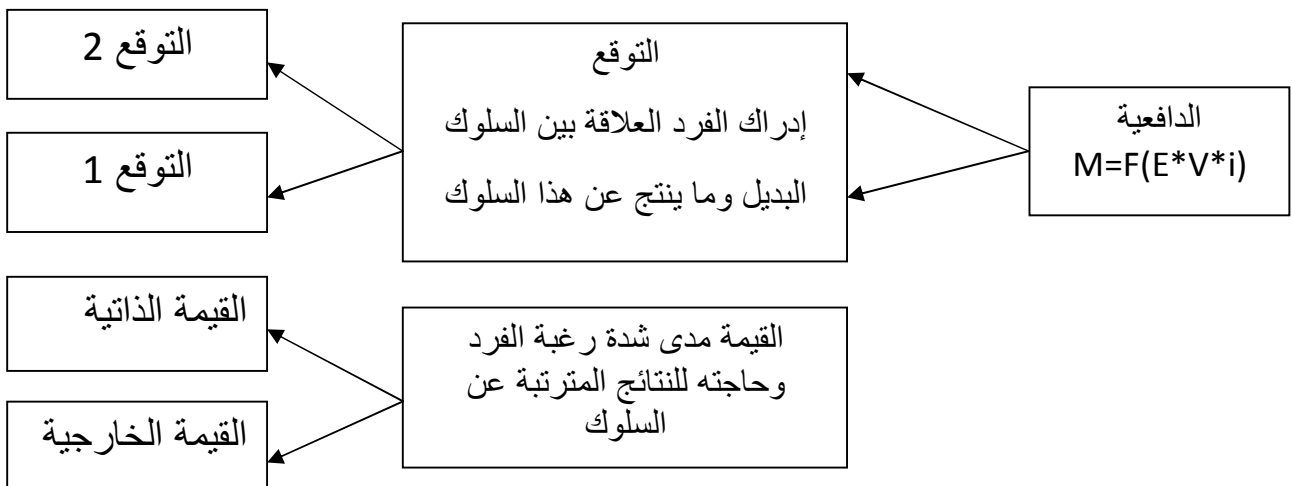 الدافعية
M=F(E*V*i)
التوقع
إدراك الفرد العلاقة بين السلوك
البديل وما ينتج عن هذا السلوك
التوقع 2
التوقع 1
القيمة مدى شدة رغبة الفرد
وحاجته للنتائج المترتبة عن
السلوك
القيمة الذاتية
القيمة الخارجية